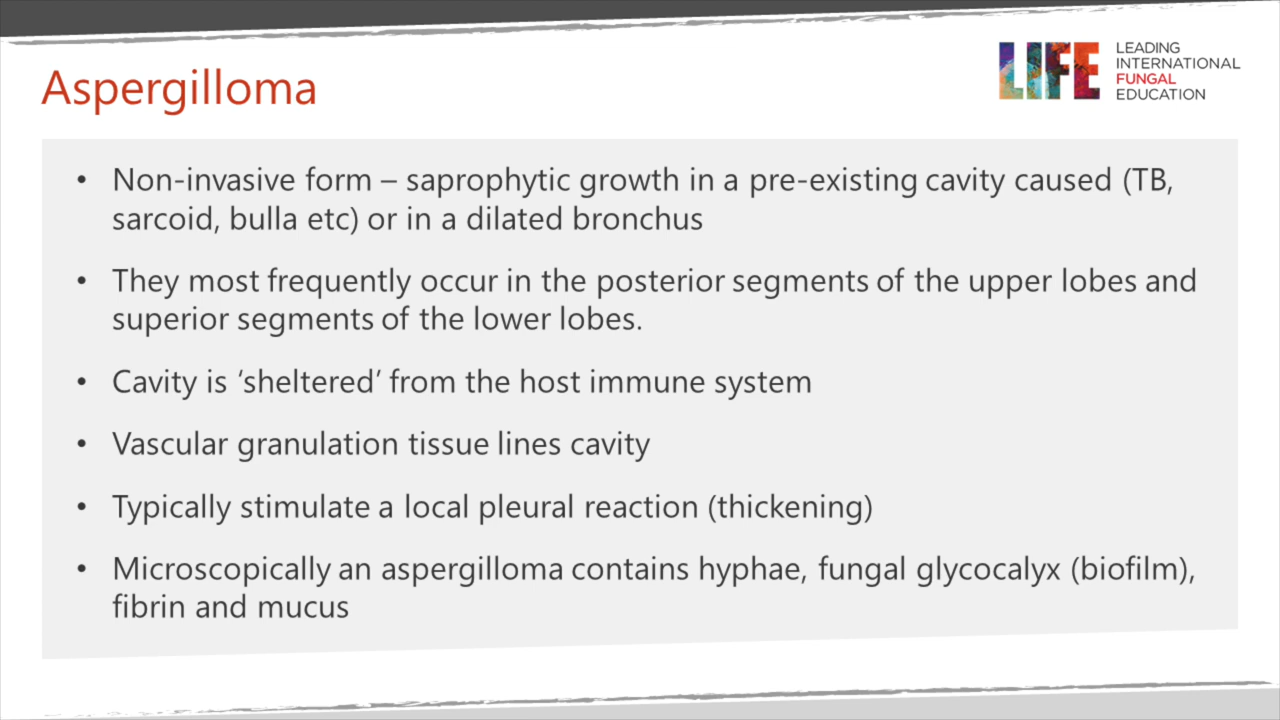 Aspergilloma
LIFE
LEADING
INTERNATIONAL
FUNGAL
EDUCATION
• Non-invasive form – saprophytic growth in a pre-existing cavity caused (TB,
sarcoid, bulla etc) or in a dilated bronchus
• They most frequently occur in the posterior segments of the upper lobes and
superior segments of the lower lobes.
• Cavity is ‘sheltered’ from the host immune system
• Vascular granulation tissue lines cavity
• Typically stimulate a local pleural reaction (thickening)
• Microscopically an aspergilloma contains hyphae, fungal glycocalyx (biofilm),
fibrin and mucus